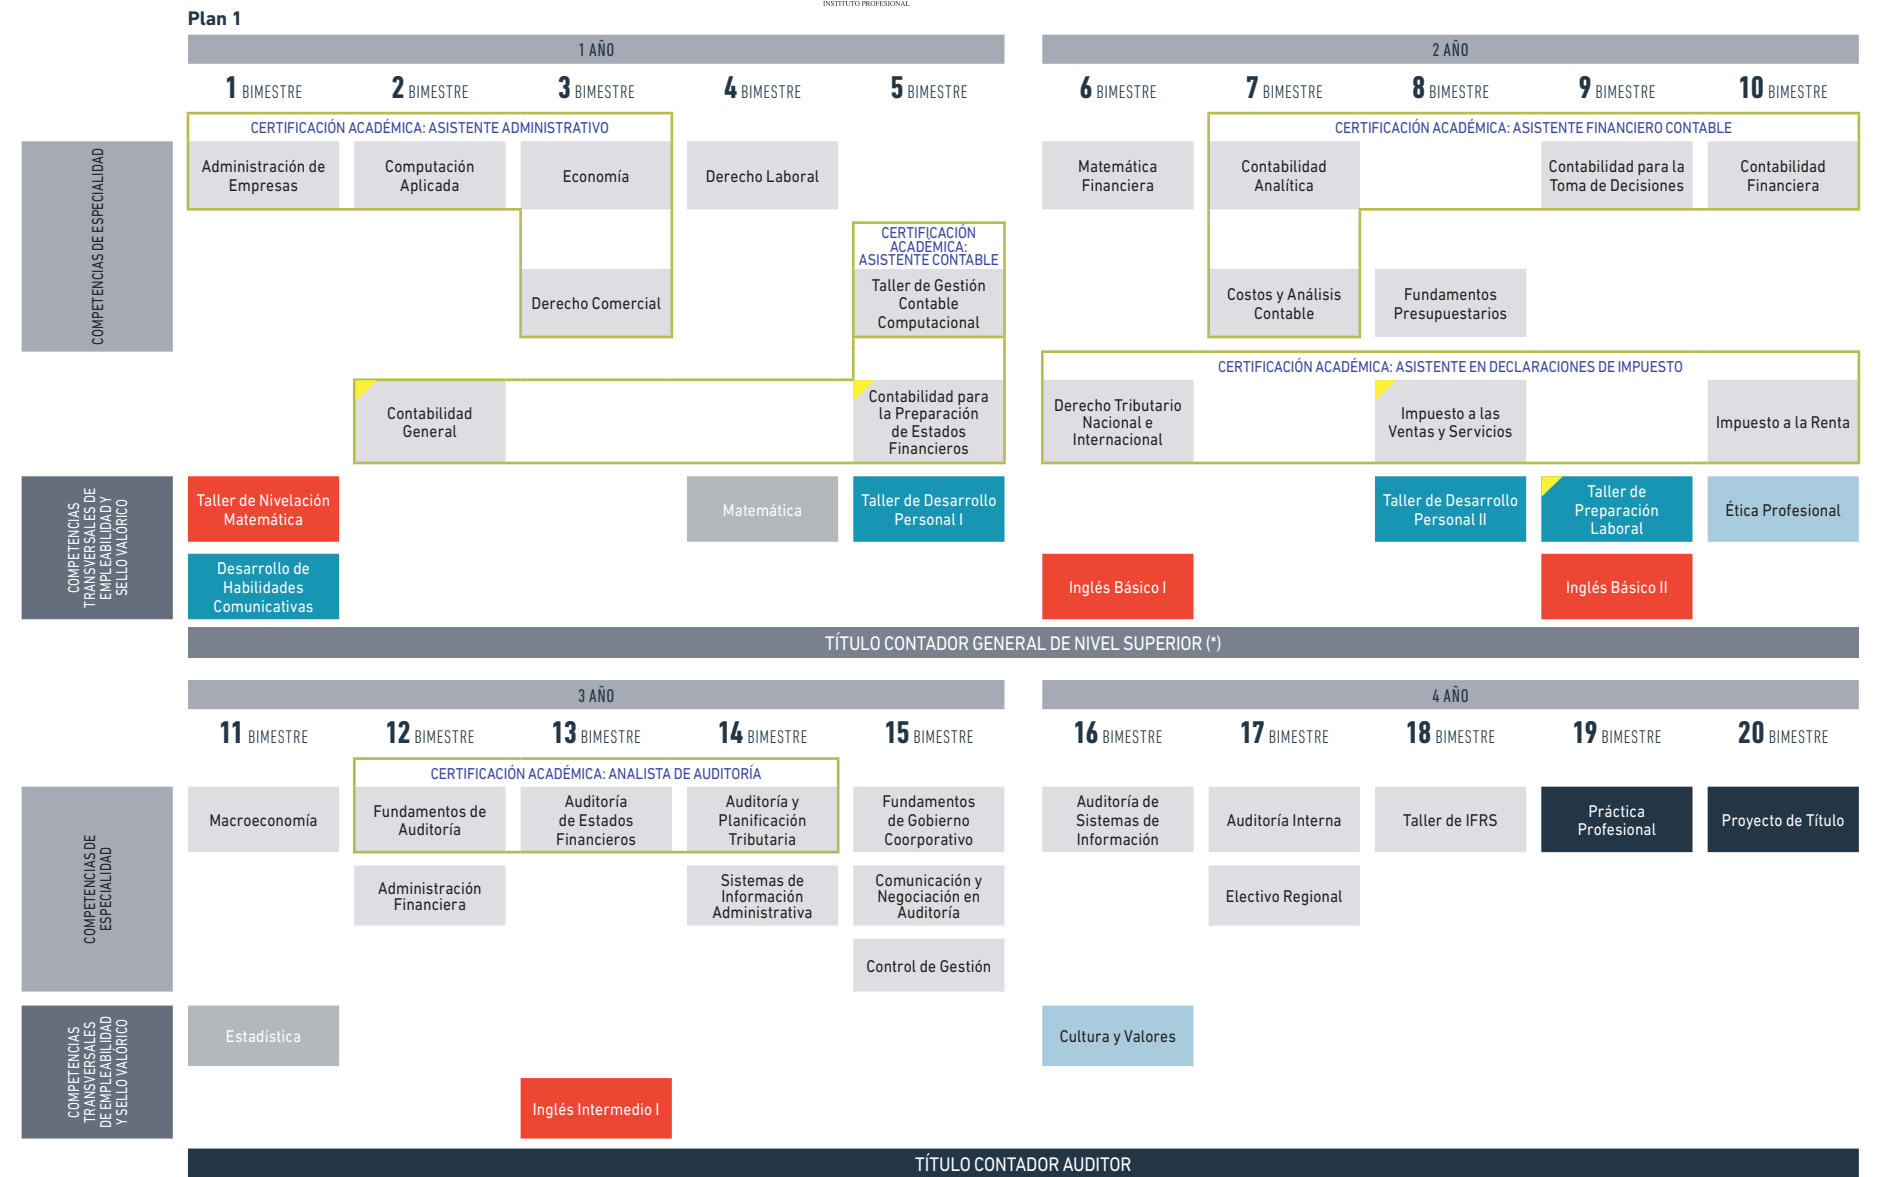 INSTITUTO PROFESIONAL
Plan 1
1 AÑO
2 AÑO
1 BIMESTRE
2 BIMESTRE
3 BIMESTRE
4 BIMESTRE
5 BIMESTRE
6 BIMESTRE
7 BIMESTRE
8 BIMESTRE
9 BIMESTRE
10 BIMESTRE
COMPETENCIAS DE ESPECIALIDAD
CERTIFICACIÓN ACADÉMICA: ASISTENTE ADMINISTRATIVO
CERTIFICACIÓN ACADÉMICA: ASISTENTE FINANCIERO CONTABLE
Administración de
Empresas
Computación
Aplicada
Economía
Derecho Laboral
Matemática
Financiera
Contabilidad
Analítica
Contabilidad para la
Toma de Decisiones
Contabilidad
Financiera
CERTIFICACIÓN
ACADÉMICA:
ASISTENTE CONTABLE
Derecho Comercial
Taller de Gestión
Contable
Computacional
Costos y Análisis
Contable
Fundamentos
Presupuestarios
CERTIFICACIÓN ACADÉMICA: ASISTENTE EN DECLARACIONES DE IMPUESTO
Contabilidad
General
Contabilidad para
la Preparación
de Estados
Financieros
Derecho Tributario
Nacional e
Internacional
Impuesto a las
Ventas y Servicios
Impuesto a la Renta
COMPETENCIAS
TRANSVERSALES DE
EMPLEABILIDAD Y
SELLO VALÓRICO
Taller de Nivelación
Matemática
Matemática
Taller de Desarrollo
Personal I
Taller de Desarrollo
Personal II
Taller de
Preparación
Laboral
Ética Profesional
Desarrollo de
Habilidades
Comunicativas
Inglés Básico I
Inglés Básico II
TÍTULO CONTADOR GENERAL DE NIVEL SUPERIOR (*)
3 AÑO
4 AÑO
11 BIMESTRE
12 BIMESTRE
13 BIMESTRE
14 BIMESTRE
15 BIMESTRE
16 BIMESTRE
17 BIMESTRE
18 BIMESTRE
19 BIMESTRE
20 BIMESTRE
COMPETENCIAS DE
ESPECIALIDAD
CERTIFICACIÓN ACADÉMICA: ANALISTA DE AUDITORÍA
Macroeconomía
Fundamentos de
Auditoría
Auditoría
de Estados
Financieros
Auditoría y
Planificación
Tributaria
Fundamentos
de Gobierno
Coorporativo
Auditoría de
Sistemas de
Información
Auditoría Interna
Taller de IFRS
Práctica
Profesional
Proyecto de Título
Administración
Financiera
Sistemas de
Información
Administrativa
Comunicación y
Negociación en
Auditoría
Electivo Regional
Control de Gestión
COMPETENCIAS
TRANSVERSALES
DE EMPLEABILIDAD
Y SELLO VALÓRICO
Estadística
Cultura y Valores
Inglés Intermedio I
TÍTULO CONTADOR AUDITOR